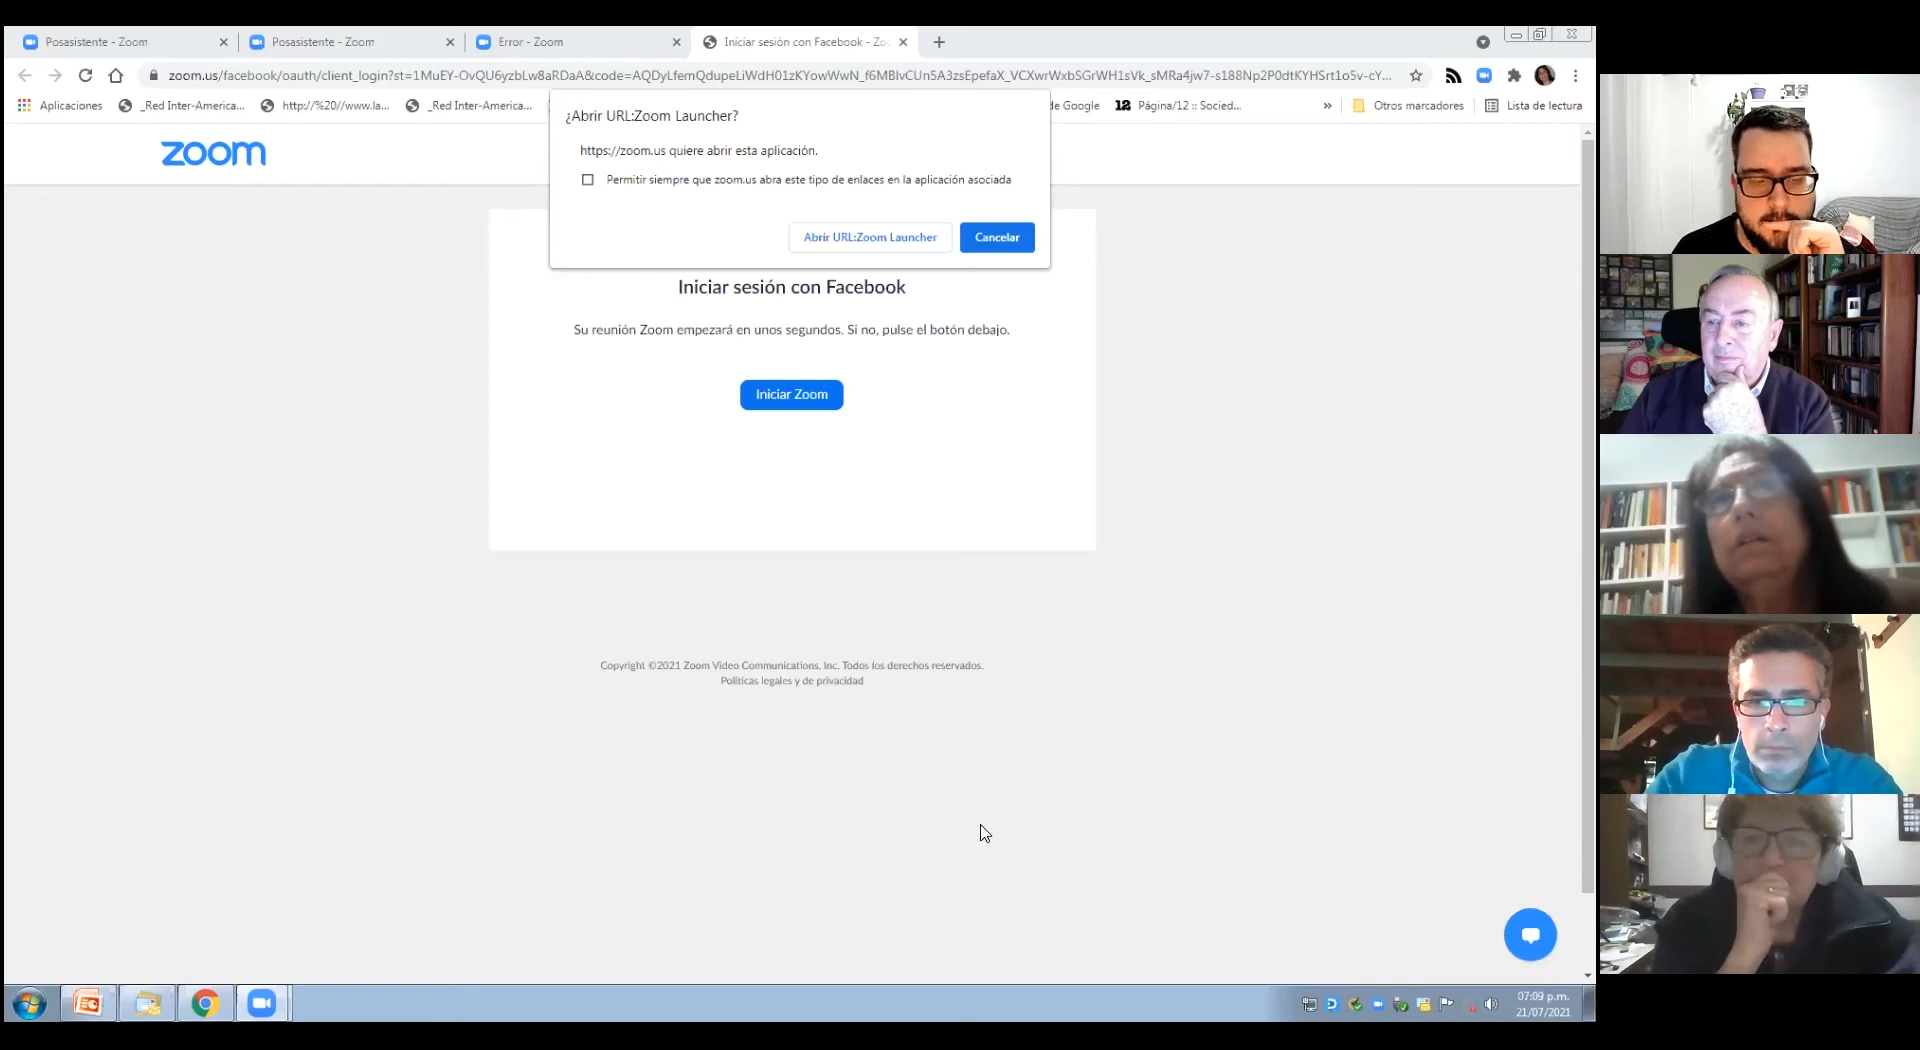 Posasistente - Zoom
Posasistente - Zoom
Error - Zoom
Iniciar sesión con Facebook - Zo
zoom.us/facebook/oauth/client_login?st=1MuEY-OvQU6yzbLw8aRDaA&code=AQDyLfemQdupeLiWdH01zKYowWwN_f6MBlvCUn5A3zsEpefaX_VCXwrWxbSGrWH1sVk_sMRa4jw7-s188Np2P0dtKYHSrt1o5v-cY...
Aplicaciones
_Red Inter-America...
http://%20//www.la...
_Red Inter-America...
de Google
12 Página/12 :: Socied...
»
Otros marcadores
Lista de lectura
¿Abrir URL:Zoom Launcher?
https://zoom.us quiere abrir esta aplicación.
Permitir siempre que zoom.us abra este tipo de enlaces en la aplicación asociada
Abrir URL:Zoom Launcher
Cancelar
zoom
Iniciar sesión con Facebook
Su reunión Zoom empezará en unos segundos. Si no, pulse el botón debajo.
Iniciar Zoom
Copyright ©2021 Zoom Video Communications, Inc. Todos los derechos reservados.
Políticas legales y de privacidad
07:09 p.m.
21/07/2021